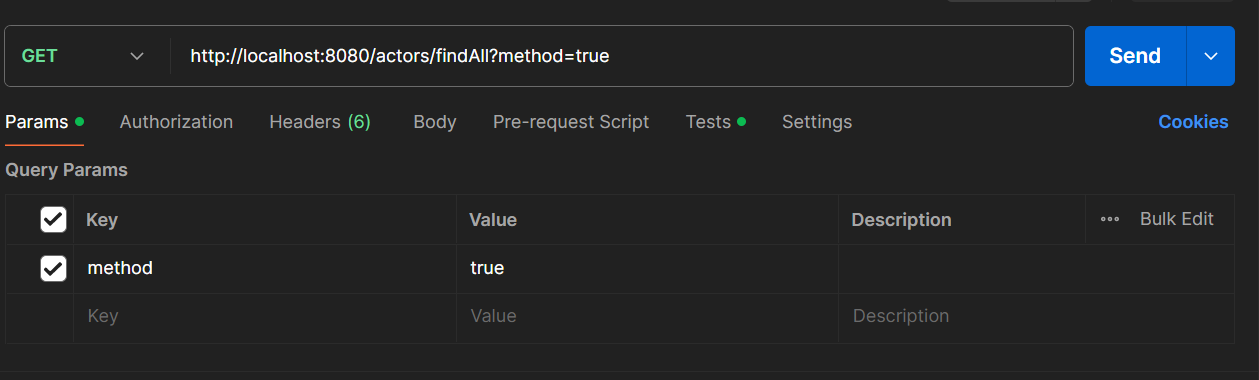 GET http://localhost:8080/actors/findAll?method=true Send
Params Authorization Headers (6) Body Pre-request Script Tests Settings Cookies
Query Params
Key Value Description Bulk Edit
method true
Key Value Description